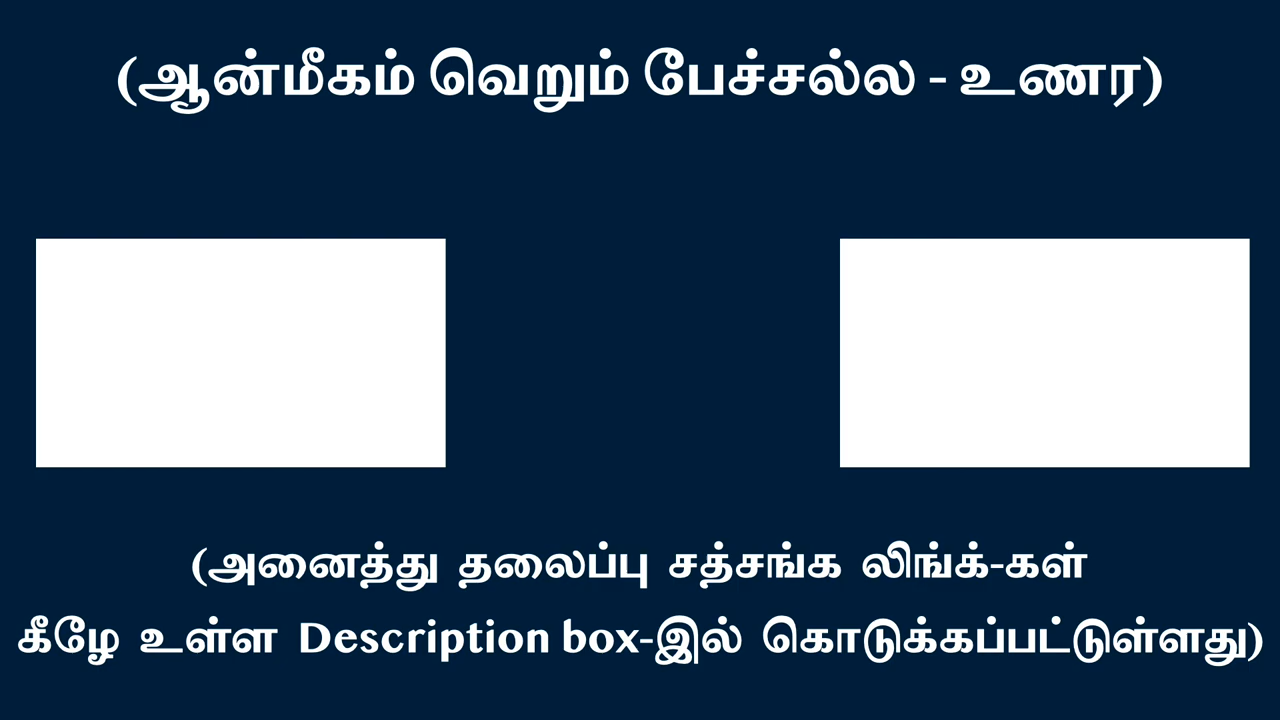 (ஆன்மீகம் வெறும் பேச்சல்ல - உணர)
(அனைத்து தலைப்பு சத்சங்க லிங்க்-கள்
கீழே உள்ள Description box-இல் கொடுக்கப்பட்டுள்ளது)